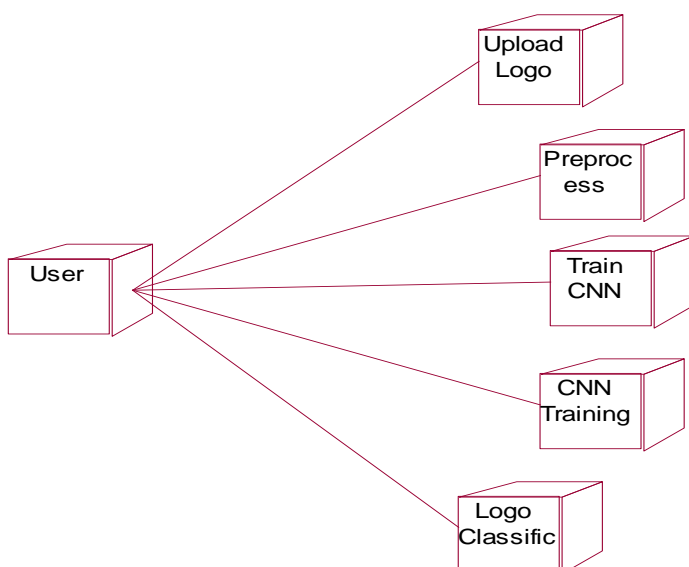 Upload
Logo
Preproc
ess
User
Train
CNN
CNN
Training
Logo
Classific